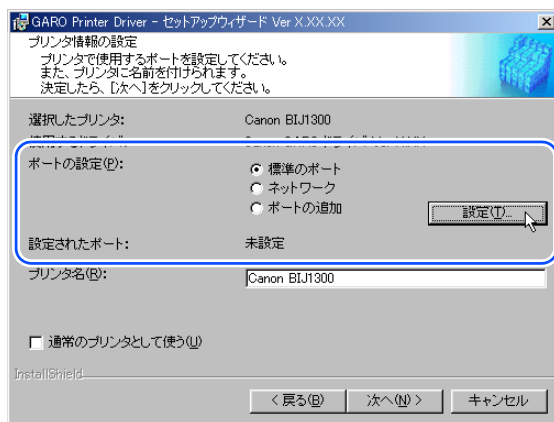 GARO Printer Driver - セットアップウィザード Ver X.XX.XX
プリンタ情報の設定
プリンタで使用するポートを設定してください。
また、プリンタに名前を付けられます。
決定したら、[次へ]をクリックしてください。
選択したプリンタ: Canon BIJ1300
ポートの設定(P):
標準のポート
ネットワーク
ポートの追加
設定(T)...
設定されたポート: 未設定
プリンタ名(R): Canon BIJ1300
通常のプリンタとして使う(U)
InstallShield
< 戻る(B) 次へ(N) > キャンセル